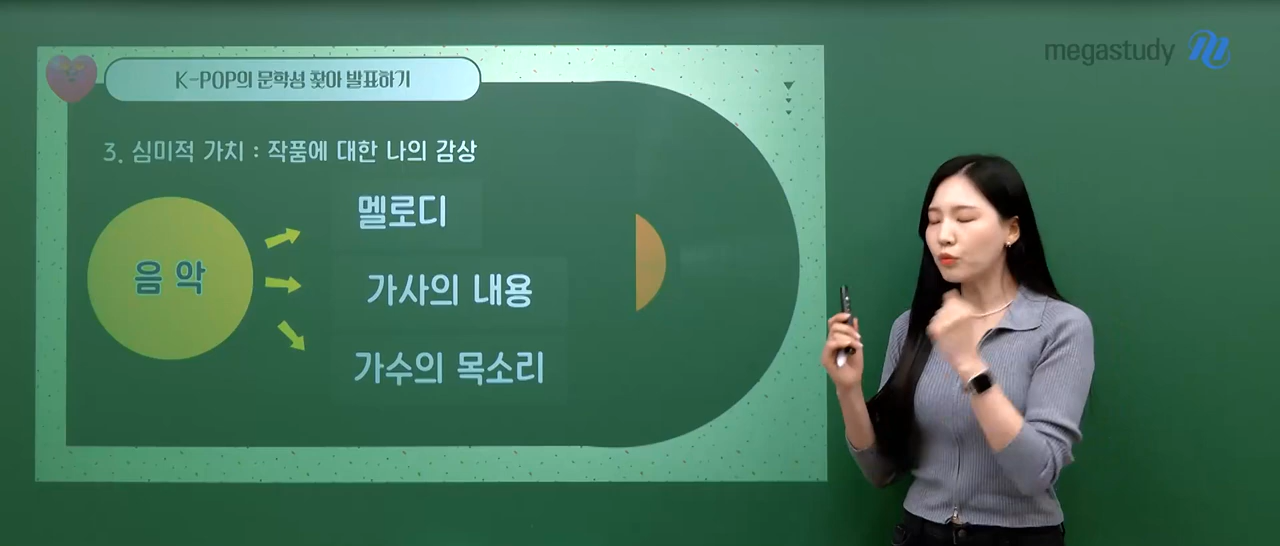 megastudy
K-POP의 문학성 찾아 발표하기
3. 심미적 가치 : 작품에 대한 나의 감상
음악
멜로디
가사의 내용
가수의 목소리